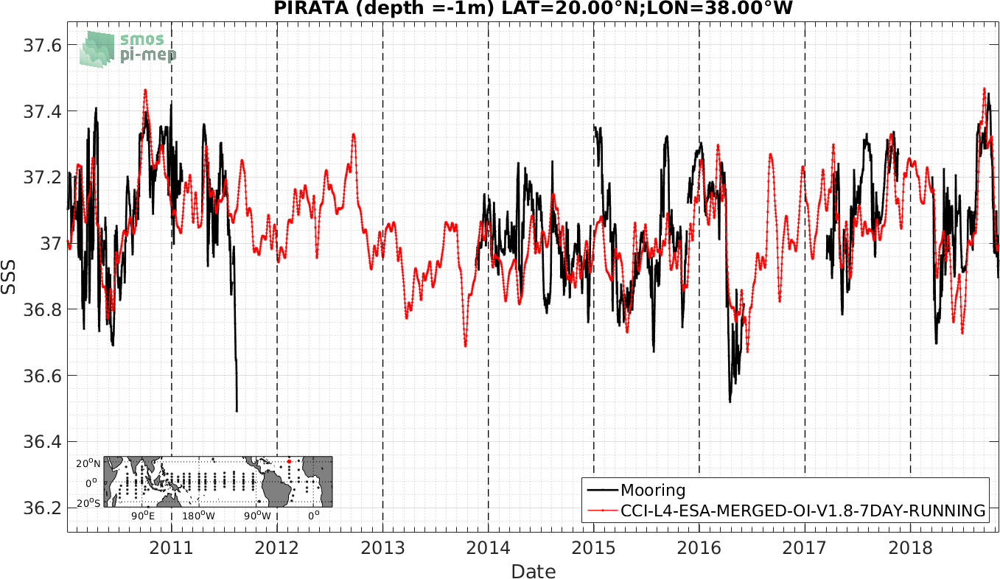 PIRATA (depth =-1m) LAT=20.00°N;LON=38.00°W
smos
pi-mep
37.6
37.4
37.2
37
36.8
36.6
36.4
36.2
SSS
20°N
0°
20°S
90°E 180°W 90°W 0°
Mooring
CCI-L4-ESA-MERGED-OI-V1.8-7DAY-RUNNING
2011 2012 2013 2014 2015 2016 2017 2018
Date